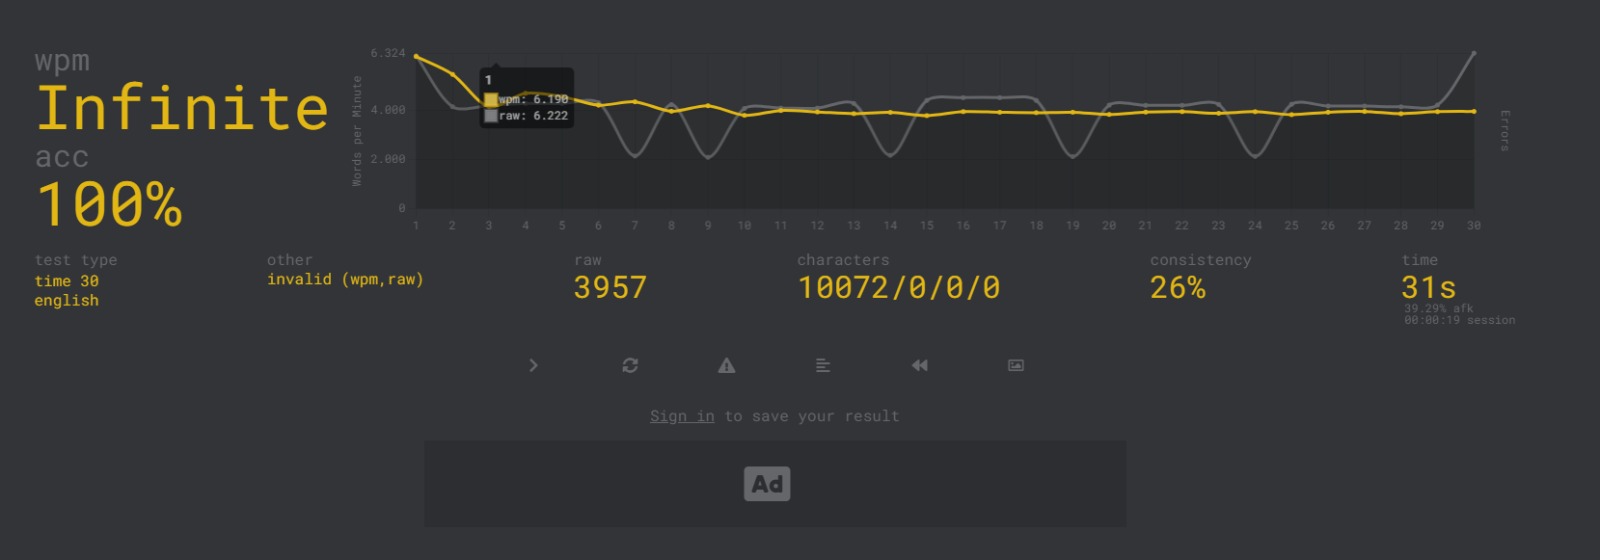 wpm
Infinite
acc
100%
Words per Minute
6.324
4.000
2.000
0
1
wpm: 6.190
raw: 6.222
1 2 3 4 5 6 7 8 9 10 11 12 13 14 15 16 17 18 19 20 21 22 23 24 25 26 27 28 29 30
Errors
test type
time 30
english
other
invalid (wpm,raw)
raw
3957
characters
10072/0/0/0
consistency
26%
time
31s
39.29% afk
00:00:19 session
Sign in to save your result
Ad